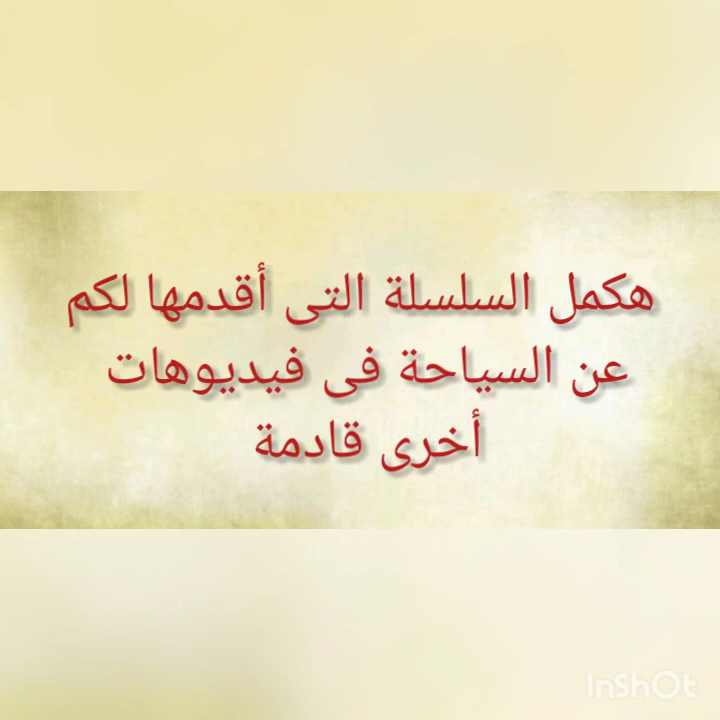 هكمل السلسلة التى أقدمها لكم
عن السياحة فى فيديوهات
أخرى قادمة
InShOt